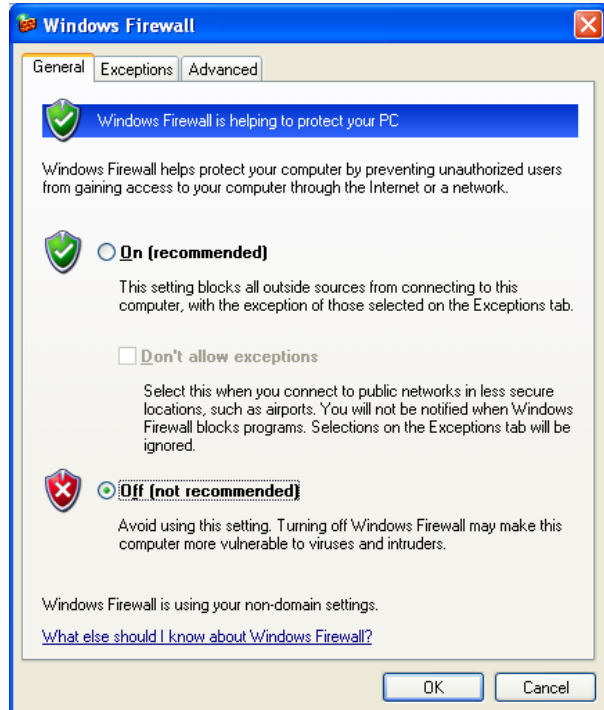 Windows Firewall
General Exceptions Advanced
Windows Firewall is helping to protect your PC
Windows Firewall helps protect your computer by preventing unauthorized users
from gaining access to your computer through the Internet or a network.
On (recommended)
This setting blocks all outside sources from connecting to this
computer, with the exception of those selected on the Exceptions tab.
Don't allow exceptions
Select this when you connect to public networks in less secure
locations, such as airports. You will not be notified when Windows
Firewall blocks programs. Selections on the Exceptions tab will be
ignored.
Off (not recommended)
Avoid using this setting. Turning off Windows Firewall may make this
computer more vulnerable to viruses and intruders.
Windows Firewall is using your non-domain settings.
What else should I know about Windows Firewall?
OK Cancel